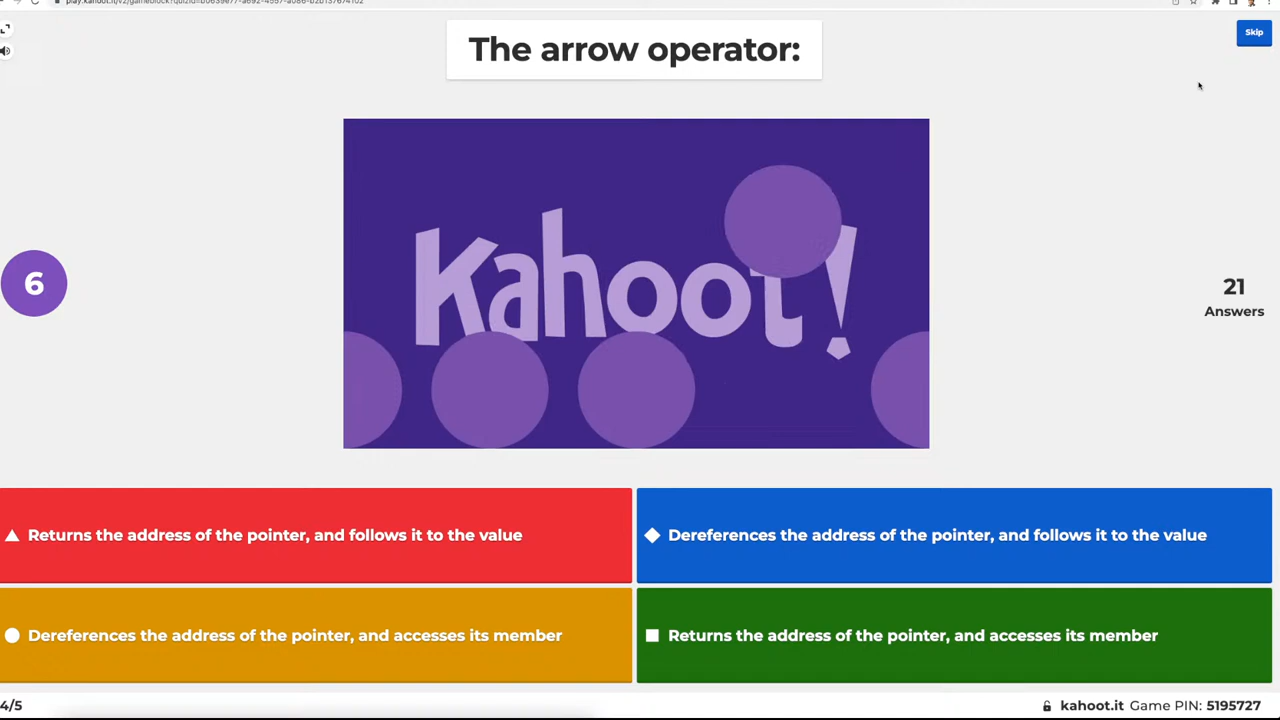 The arrow operator:
Skip
Kahoot!
6
21
Answers
Returns the address of the pointer, and follows it to the value
Dereferences the address of the pointer, and follows it to the value
Dereferences the address of the pointer, and accesses its member
Returns the address of the pointer, and accesses its member
4/5
kahoot.it Game PIN: 5195727